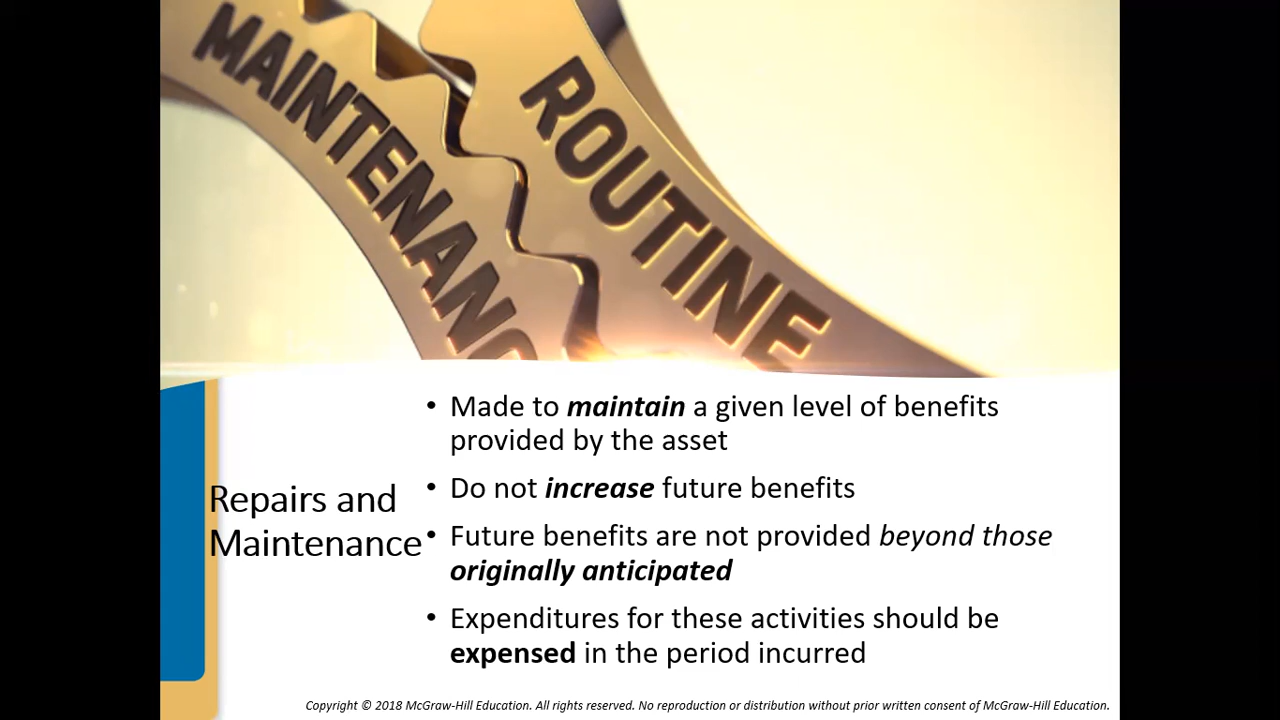 MAINTENANC
ROUTINE
Repairs and
Maintenance
• Made to maintain a given level of benefits
provided by the asset
• Do not increase future benefits
• Future benefits are not provided beyond those
originally anticipated
• Expenditures for these activities should be
expensed in the period incurred
Copyright © 2018 McGraw-Hill Education. All rights reserved. No reproduction or distribution without prior written consent of McGraw-Hill Education.